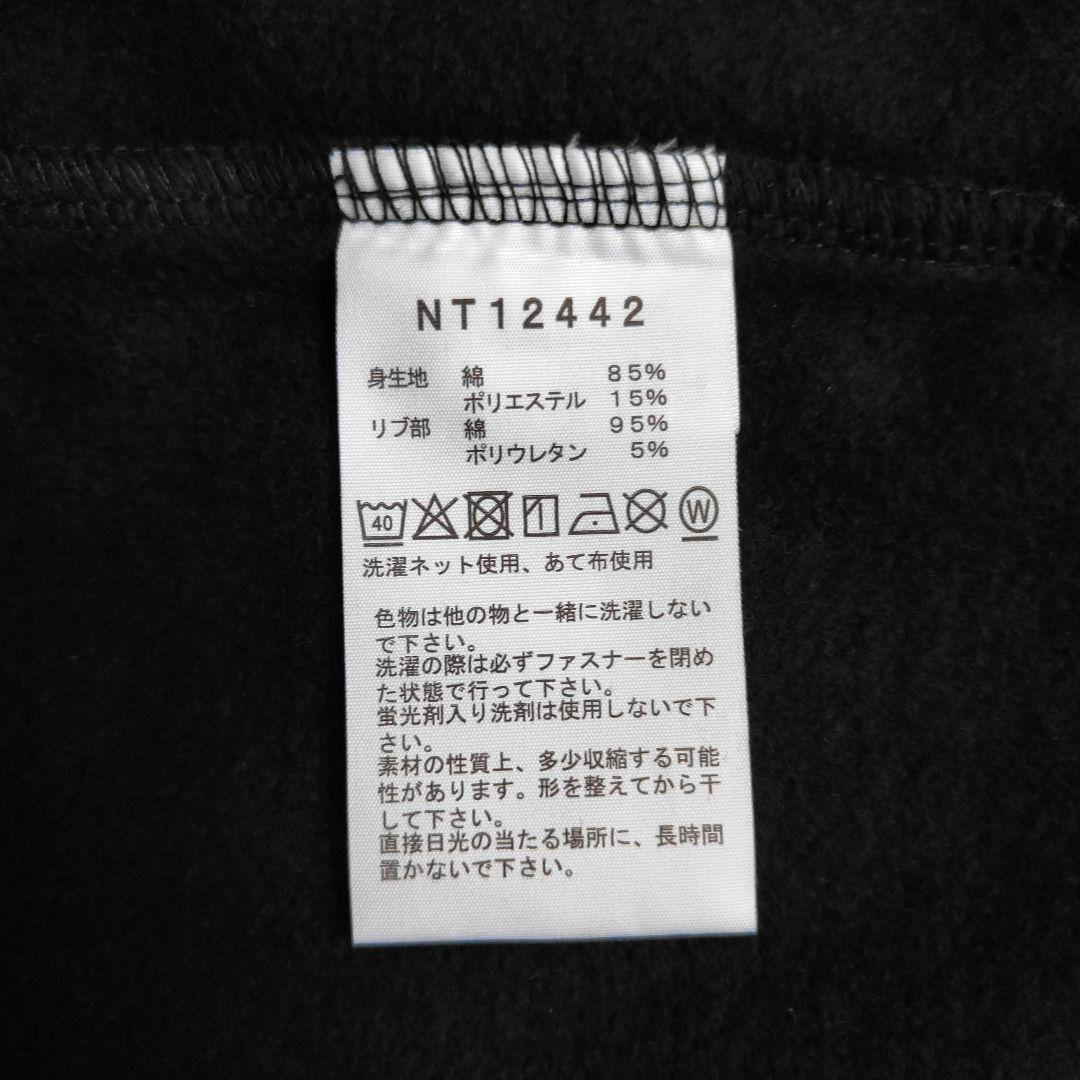 NT12442
身生地 綿 85%
ポリエステル 15%
リブ部 綿 95%
ポリウレタン 5%
40 W
洗濯ネット使用、あて布使用
色物は他の物と一緒に洗濯しない
で下さい。
洗濯の際は必ずファスナーを閉め
た状態で行って下さい。
蛍光剤入り洗剤は使用しないで下
さい。
素材の性質上、多少収縮する可能
性があります。形を整えてから干
して下さい。
直接日光の当たる場所に、長時間
置かないで下さい。